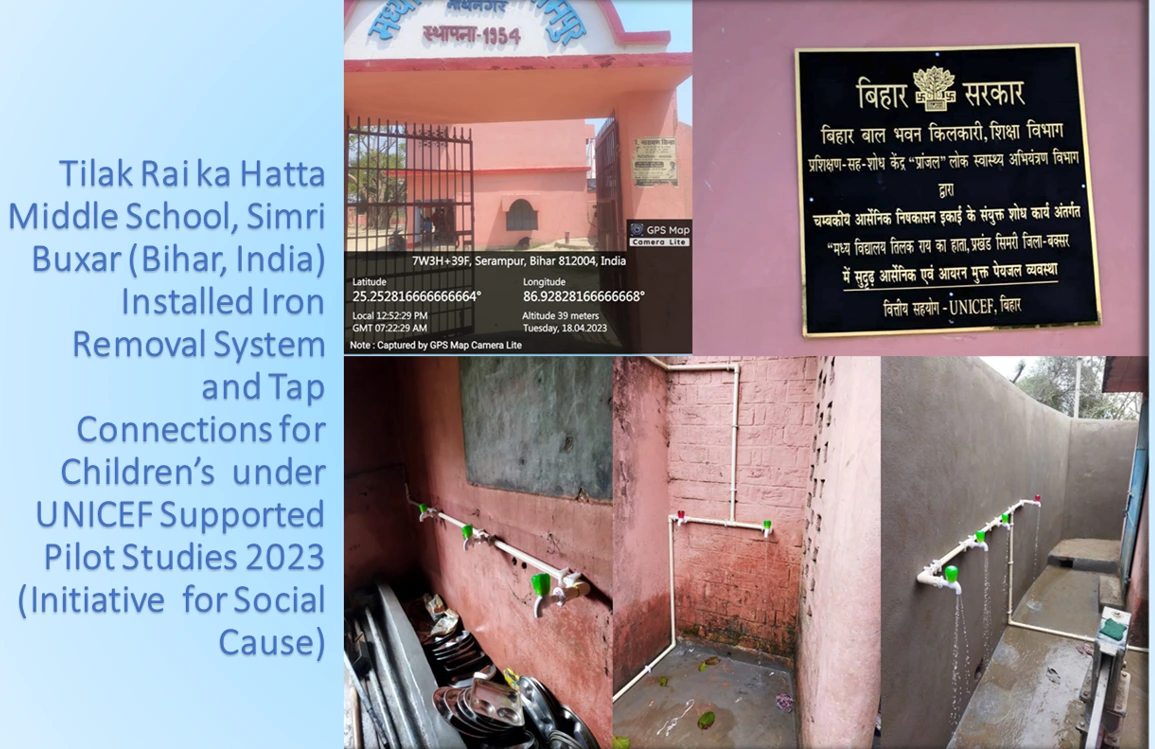 Tilak Rai ka Hatta
Middle School, Simri
Buxar (Bihar, India)
Installed Iron
Removal System
and Tap
Connections for
Children’s under
UNICEF Supported
Pilot Studies 2023
(Initiative for Social
Cause)
नाथनगर
स्थापना-1954
GPS Map
Camera Lite
7W3H+39F, Serampur, Bihar 812004, India
Latitude Longitude
25.252816666666664° 86.92828166666668°
Local 12:52:29 PM Altitude 39 meters
GMT 07:22:29 AM Tuesday, 18.04.2023
Note : Captured by GPS Map Camera Lite
बिहार सरकार
बिहार बाल भवन किलकारी, शिक्षा विभाग
प्रशिक्षण-सह-शोध केंद्र “प्रांजल” लोक स्वास्थ्य अभियंत्रण विभाग
द्वारा
चुम्बकीय आर्सेनिक निष्कासन इकाई के संयुक्त शोध कार्य अंतर्गत
“मध्य विद्यालय तिलक राय का हाता, प्रखंड सिमरी जिला-बक्सर
में सुदृढ़ आर्सेनिक एवं आयरन मुक्त पेयजल व्यवस्था
वित्तीय सहयोग - UNICEF, बिहार